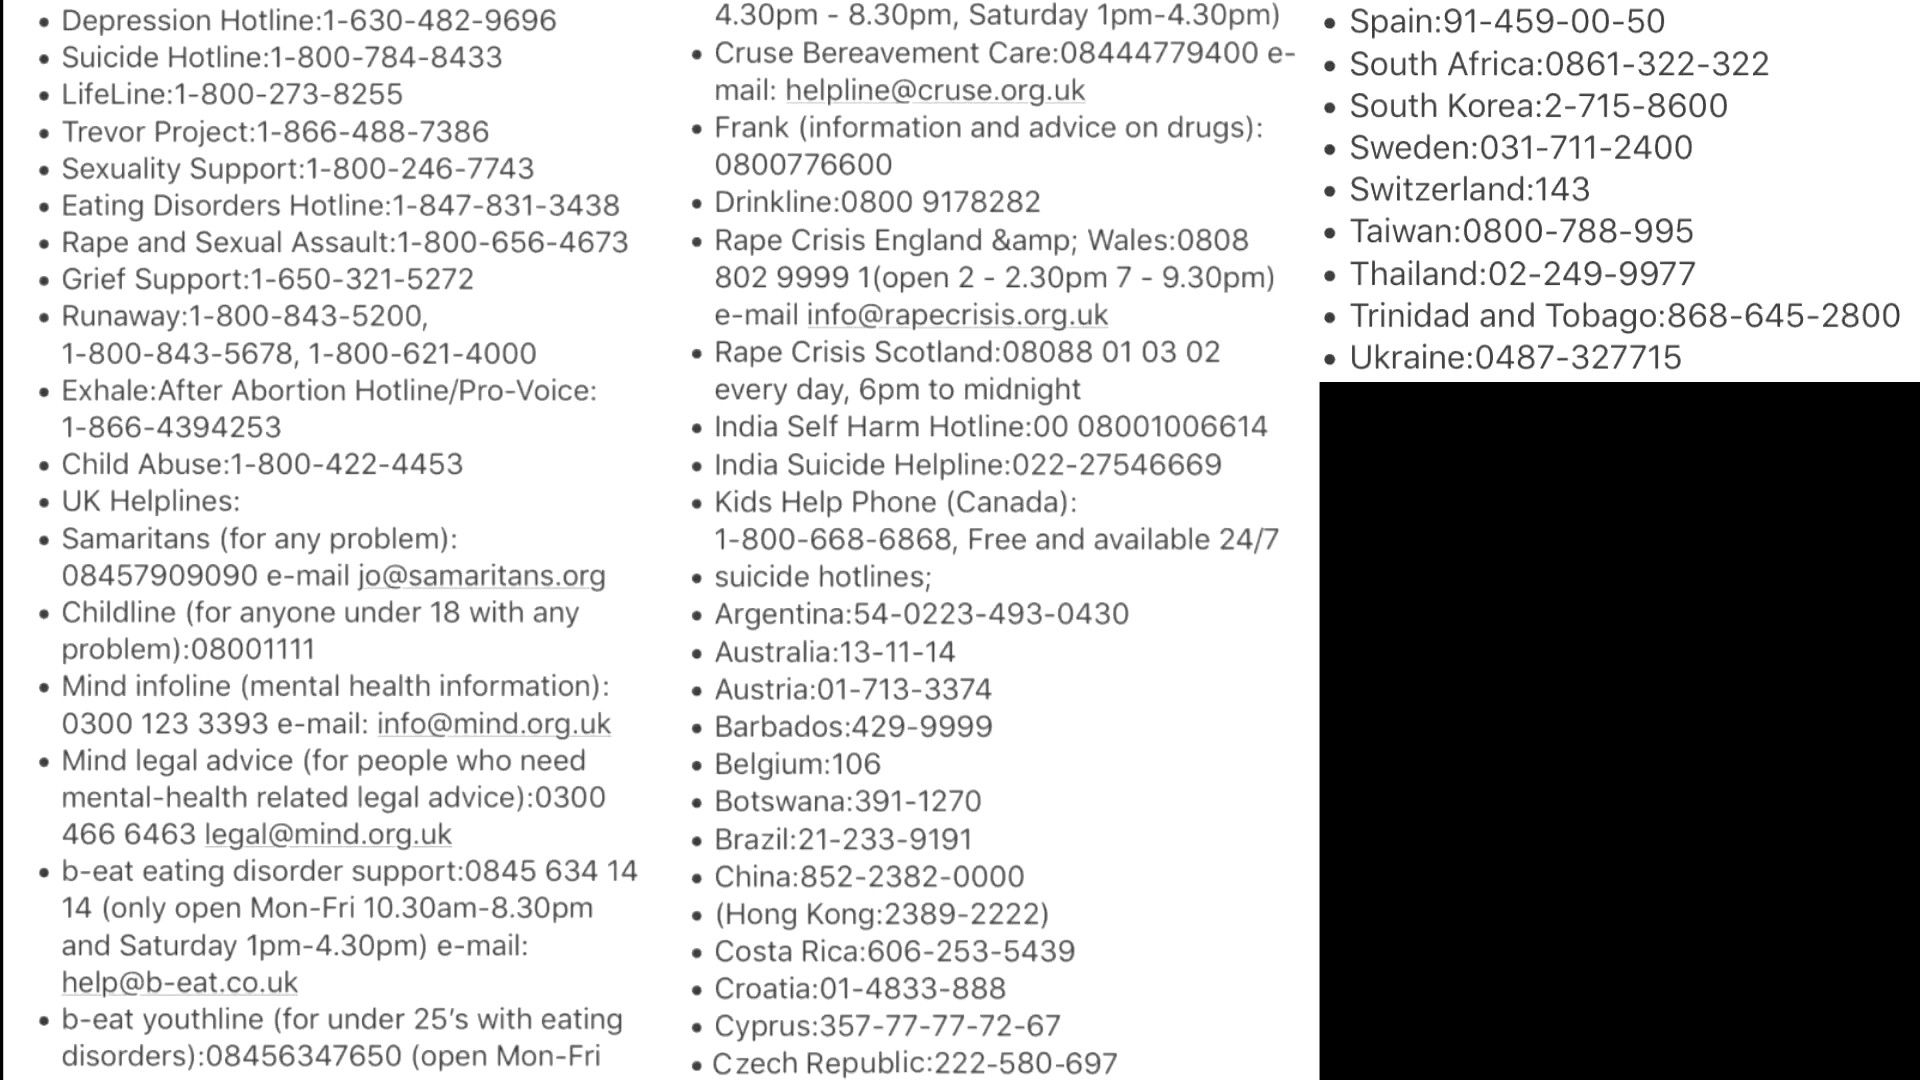 • Depression Hotline:1-630-482-9696
• Suicide Hotline:1-800-784-8433
• LifeLine:1-800-273-8255
• Trevor Project:1-866-488-7386
• Sexuality Support:1-800-246-7743
• Eating Disorders Hotline:1-847-831-3438
• Rape and Sexual Assault:1-800-656-4673
• Grief Support:1-650-321-5272
• Runaway:1-800-843-5200,
1-800-843-5678, 1-800-621-4000
• Exhale:After Abortion Hotline/Pro-Voice:
1-866-4394253
• Child Abuse:1-800-422-4453
• UK Helplines:
• Samaritans (for any problem):
08457909090 e-mail jo@samaritans.org
• Childline (for anyone under 18 with any
problem):08001111
• Mind infoline (mental health information):
0300 123 3393 e-mail: info@mind.org.uk
• Mind legal advice (for people who need
mental-health related legal advice):0300
466 6463 legal@mind.org.uk
• b-eat eating disorder support:0845 634 14
14 (only open Mon-Fri 10.30am-8.30pm
and Saturday 1pm-4.30pm) e-mail:
help@b-eat.co.uk
• b-eat youthline (for under 25's with eating
disorders):08456347650 (open Mon-Fri
4.30pm - 8.30pm, Saturday 1pm-4.30pm)
• Cruse Bereavement Care:08444779400 e-
mail: helpline@cruse.org.uk
• Frank (information and advice on drugs):
0800776600
• Drinkline:0800 9178282
• Rape Crisis England &amp; Wales:0808
802 9999 1(open 2 - 2.30pm 7 - 9.30pm)
e-mail info@rapecrisis.org.uk
• Rape Crisis Scotland:08088 01 03 02
every day, 6pm to midnight
• India Self Harm Hotline:00 08001006614
• India Suicide Helpline:022-27546669
• Kids Help Phone (Canada):
1-800-668-6868, Free and available 24/7
• suicide hotlines;
• Argentina:54-0223-493-0430
• Australia:13-11-14
• Austria:01-713-3374
• Barbados:429-9999
• Belgium:106
• Botswana:391-1270
• Brazil:21-233-9191
• China:852-2382-0000
• (Hong Kong:2389-2222)
• Costa Rica:606-253-5439
• Croatia:01-4833-888
• Cyprus:357-77-77-72-67
• Czech Republic:222-580-697
• Spain:91-459-00-50
• South Africa:0861-322-322
• South Korea:2-715-8600
• Sweden:031-711-2400
• Switzerland:143
• Taiwan:0800-788-995
• Thailand:02-249-9977
• Trinidad and Tobago:868-645-2800
• Ukraine:0487-327715